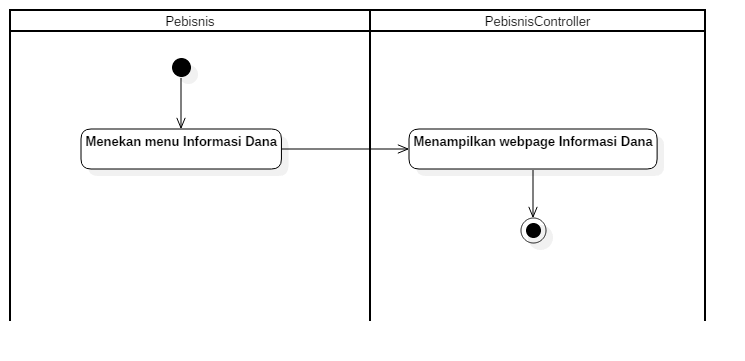 Pebisnis
PebisnisController
Menekan menu Informasi Dana
Menampilkan webpage Informasi Dana